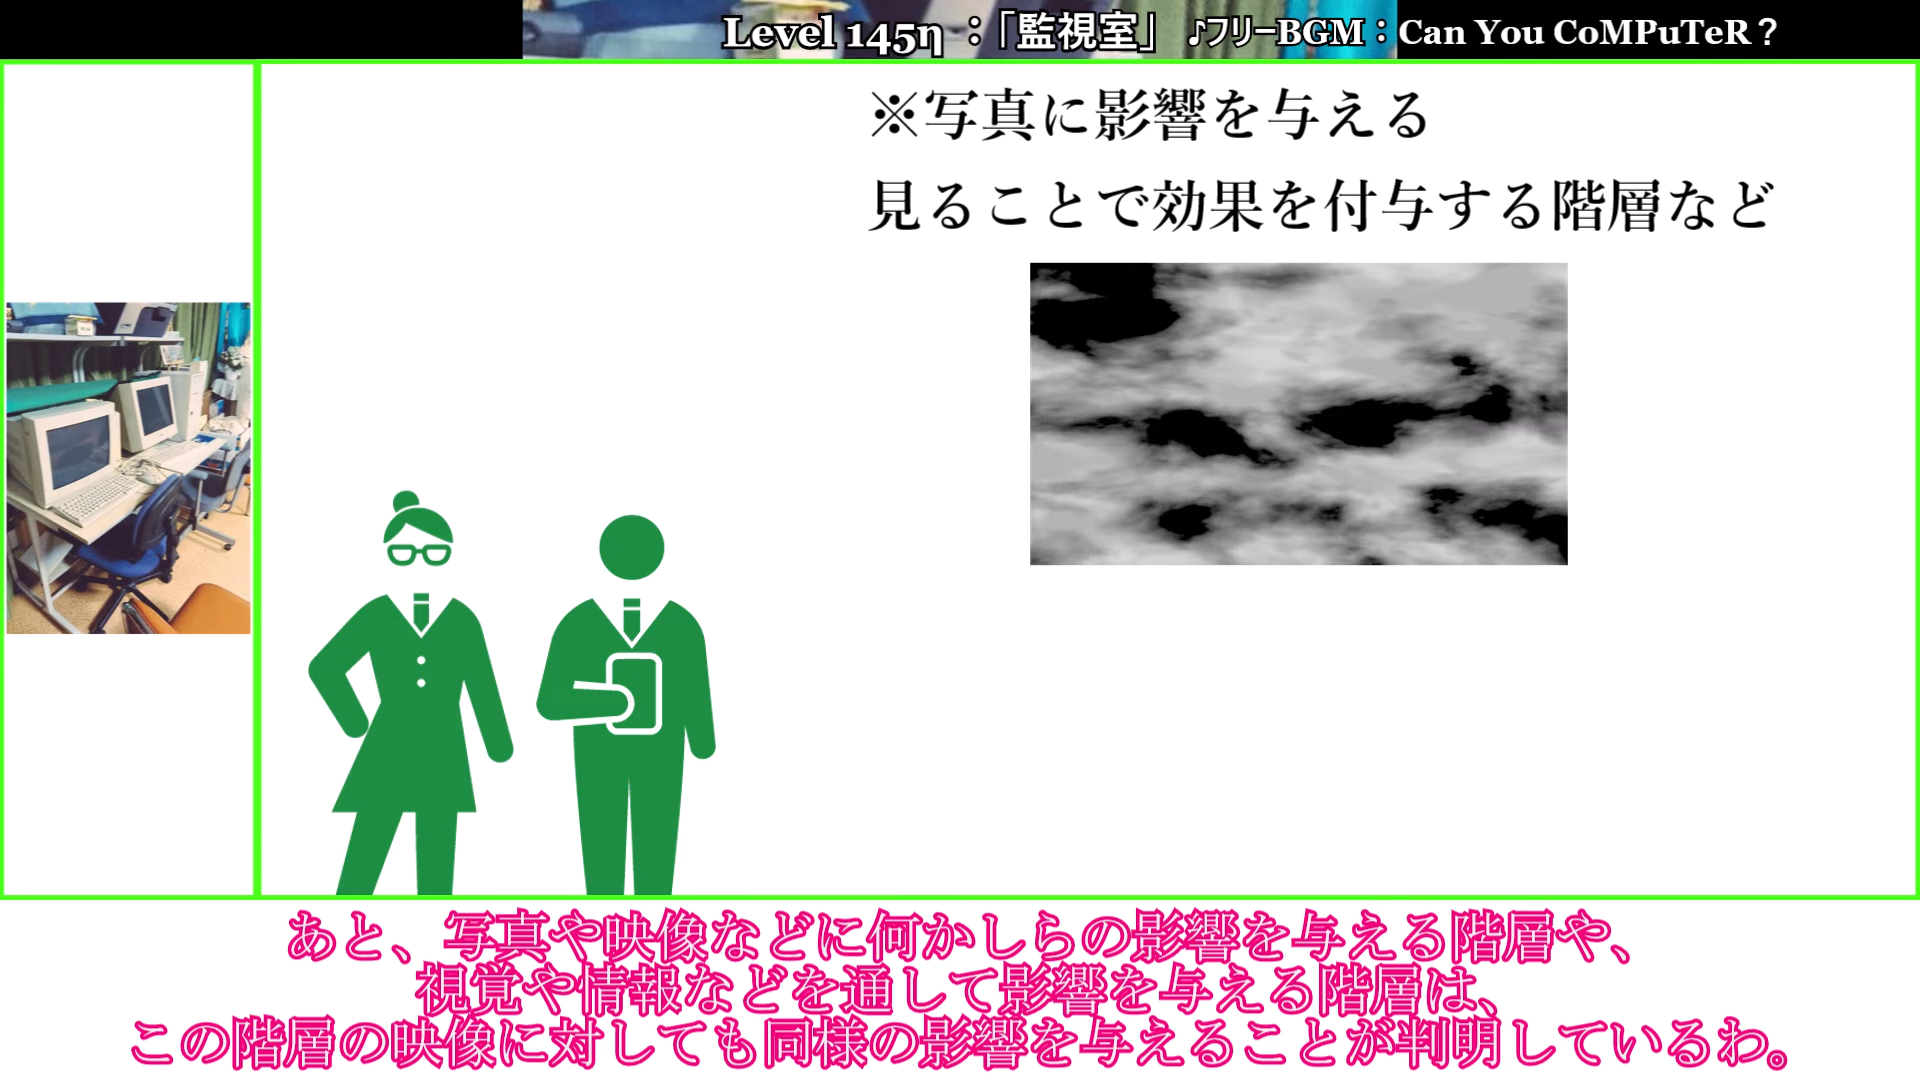 Level 145η ：「監視室」 ♪フリーBGM：Can You CoMPuTeR？
※写真に影響を与える
見ることで効果を付与する階層など
あと、写真や映像などに何かしらの影響を与える階層や、
視覚や情報などを通して影響を与える階層は、
この階層の映像に対しても同様の影響を与えることが判明しているわ。